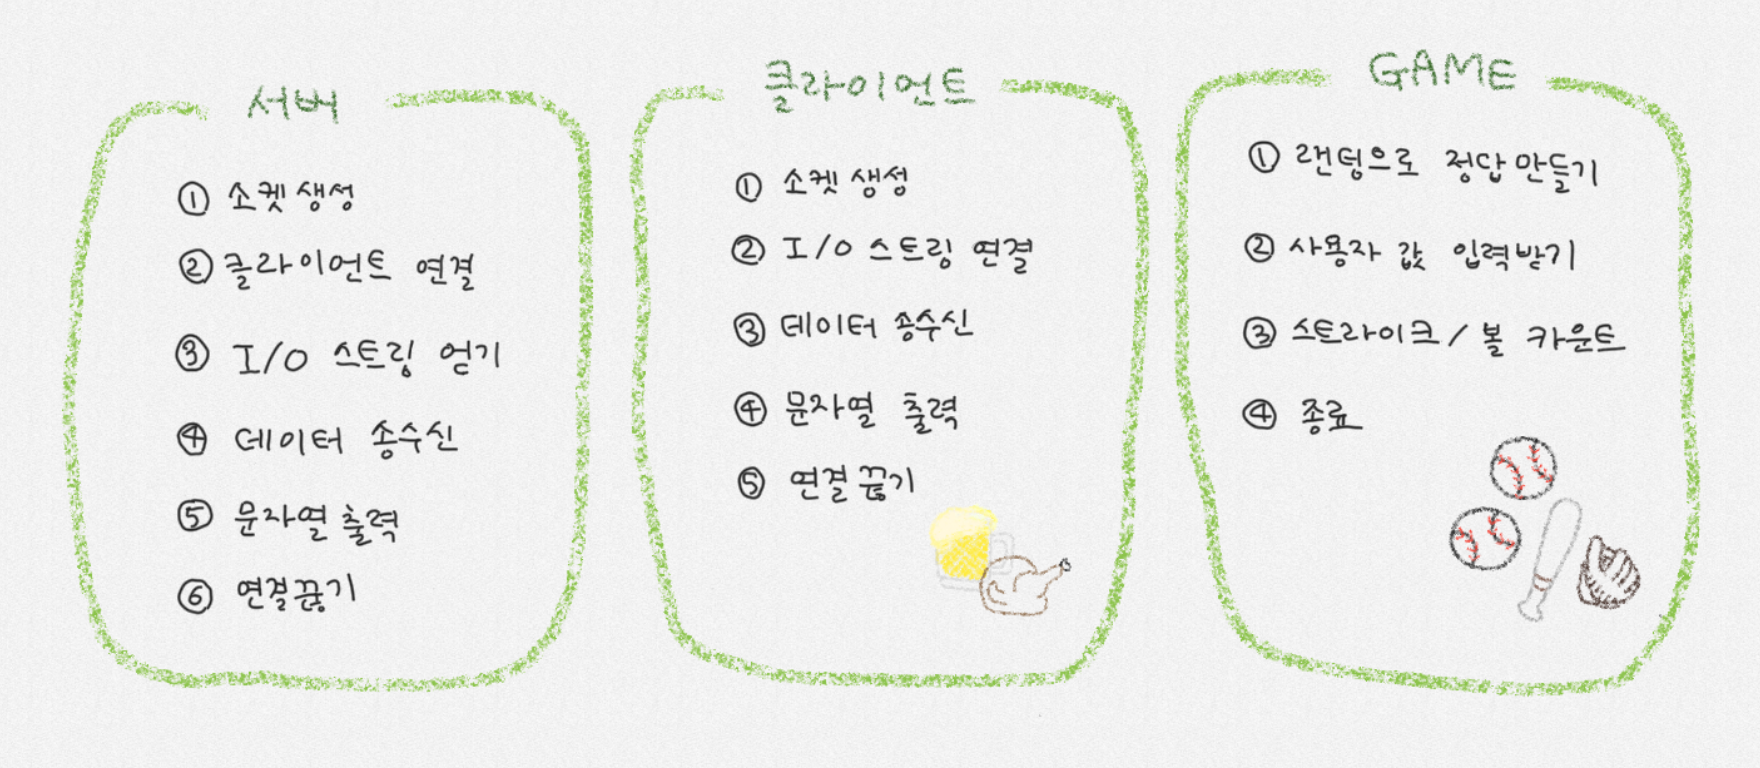 서버
① 소켓 생성
② 클라이언트 연결
③ I/O 스트링 얻기
④ 데이터 송수신
⑤ 문자열 출력
⑥ 연결끊기
클라이언트
① 소켓 생성
② I/O 스트링 연결
③ 데이터 송수신
④ 문자열 출력
⑤ 연결끊기
GAME
① 랜덤으로 정답만들기
② 사용자 값 입력받기
③ 스트라이크 / 볼 카운트
④ 종료